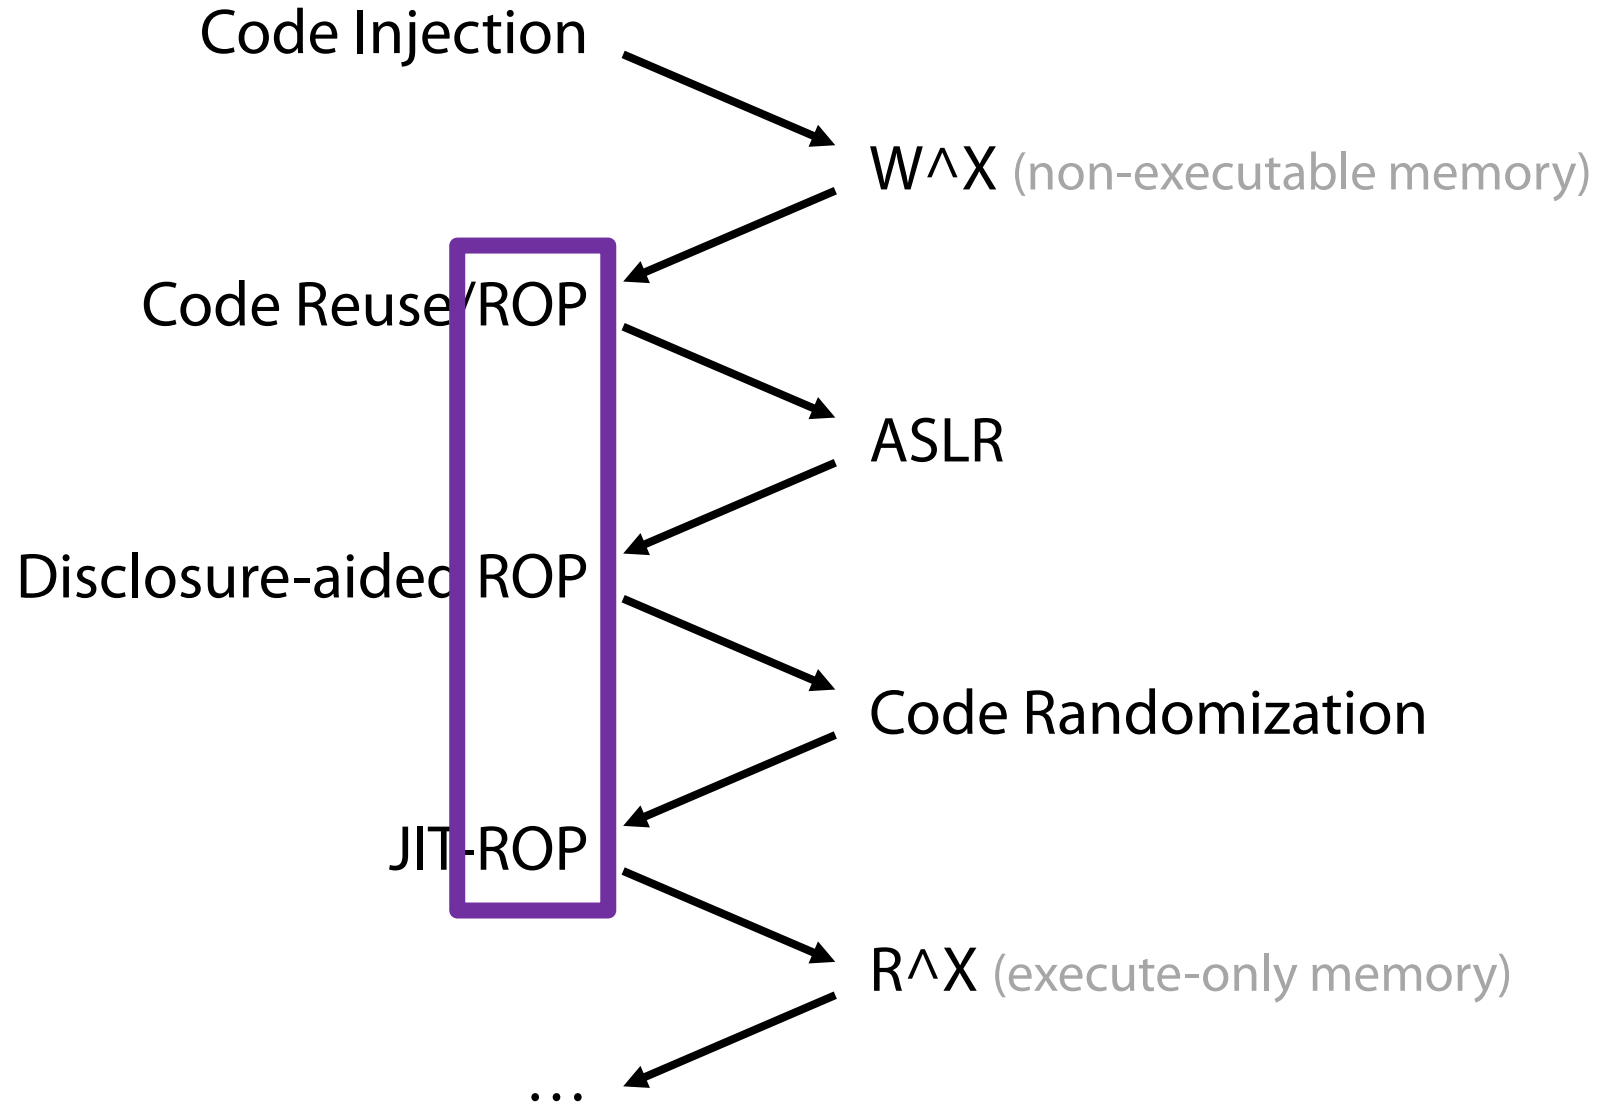 Code Injection
W^X (non-executable memory)
Code Reuse/ROP
ASLR
Disclosure-aided ROP
Code Randomization
JIT-ROP
R^X (execute-only memory)
...